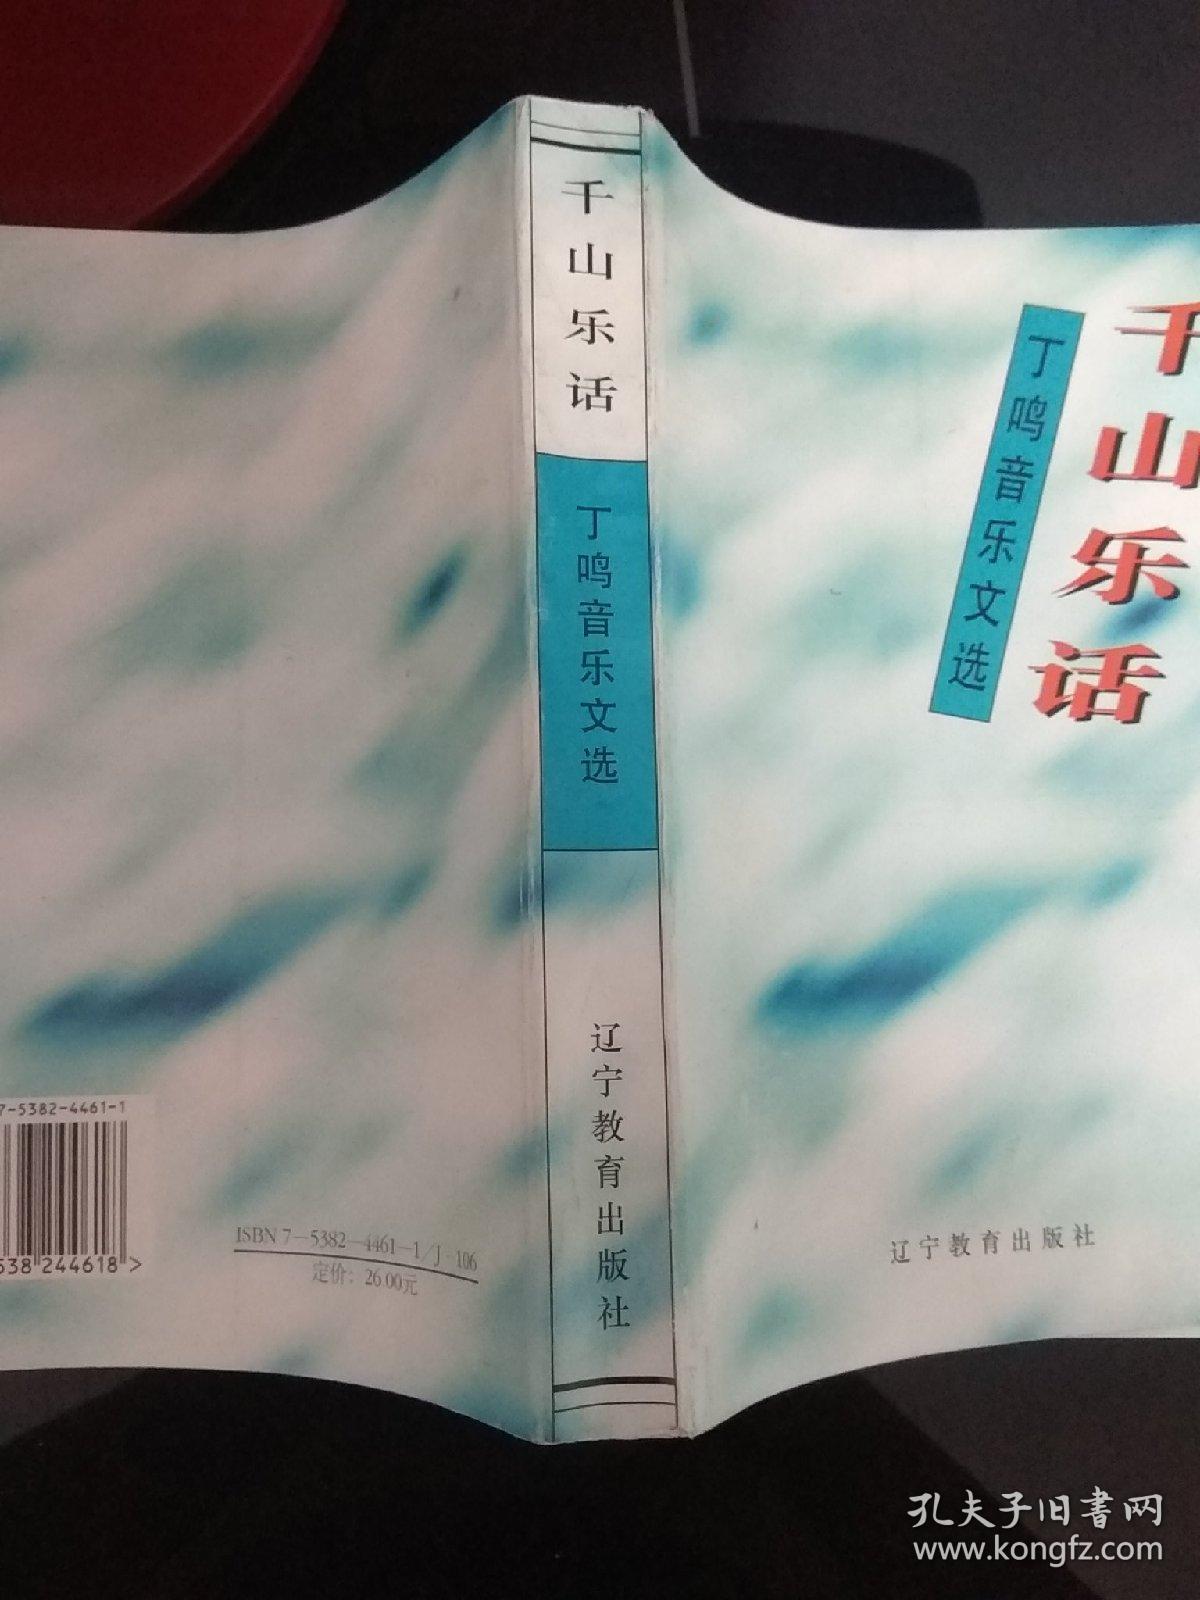 千山乐话
丁鸣音乐文选
辽宁教育出版社
千山乐话
丁鸣音乐文选
辽宁教育出版社
7-5382-4461-1
538 244618 >
ISBN 7-5382-4461-1/J·106
定价：26.00元
孔夫子旧书网
www.kongfz.com